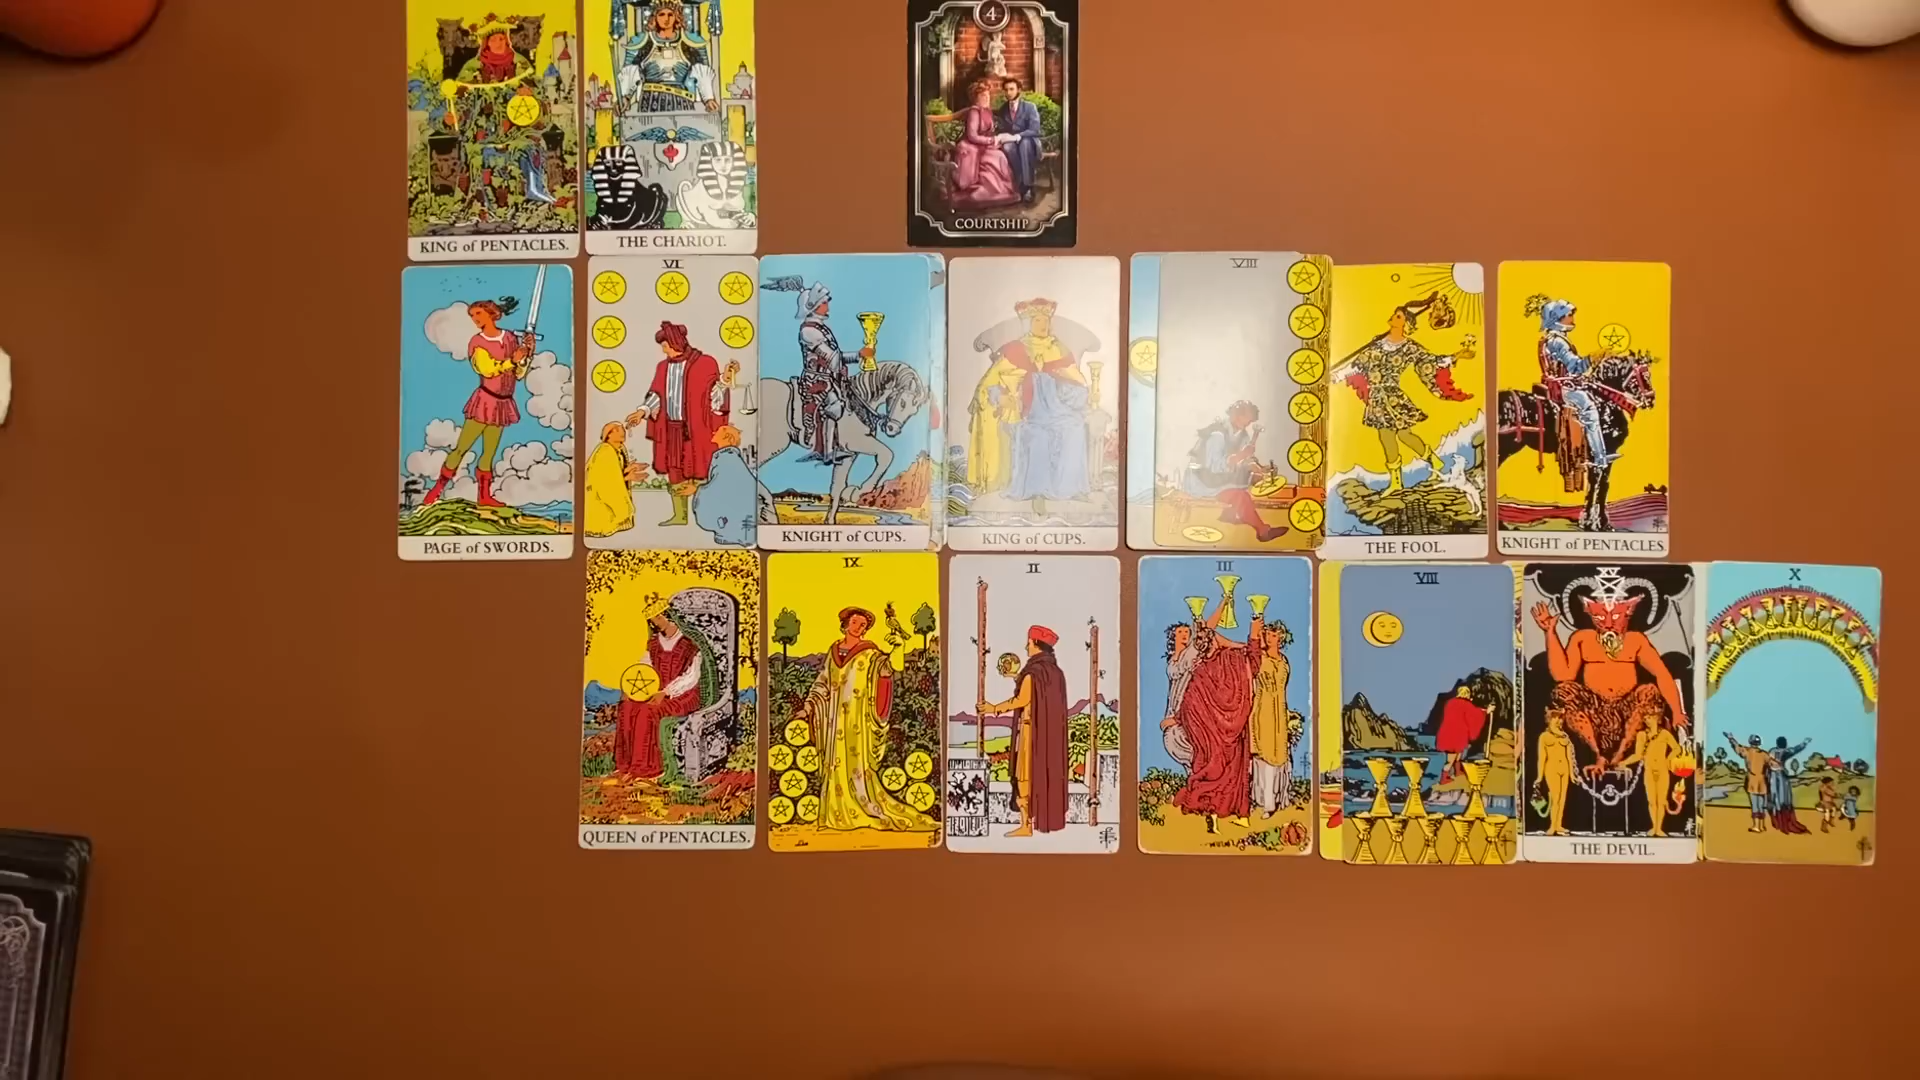 4
KING of PENTACLES.
THE CHARIOT.
COURTSHIP
VI
VIII
PAGE of SWORDS.
KNIGHT of CUPS.
KING of CUPS.
THE FOOL.
KNIGHT of PENTACLES.
IX
II
III
VIII
XV
X
QUEEN of PENTACLES.
THE DEVIL.